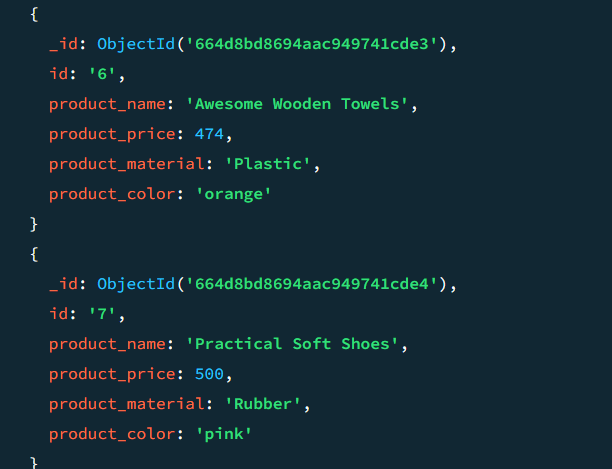 {
_id: ObjectId('664d8bd8694aac949741cde3'),
id: '6',
product_name: 'Awesome Wooden Towels',
product_price: 474,
product_material: 'Plastic',
product_color: 'orange'
}
{
_id: ObjectId('664d8bd8694aac949741cde4'),
id: '7',
product_name: 'Practical Soft Shoes',
product_price: 500,
product_material: 'Rubber',
product_color: 'pink'
}